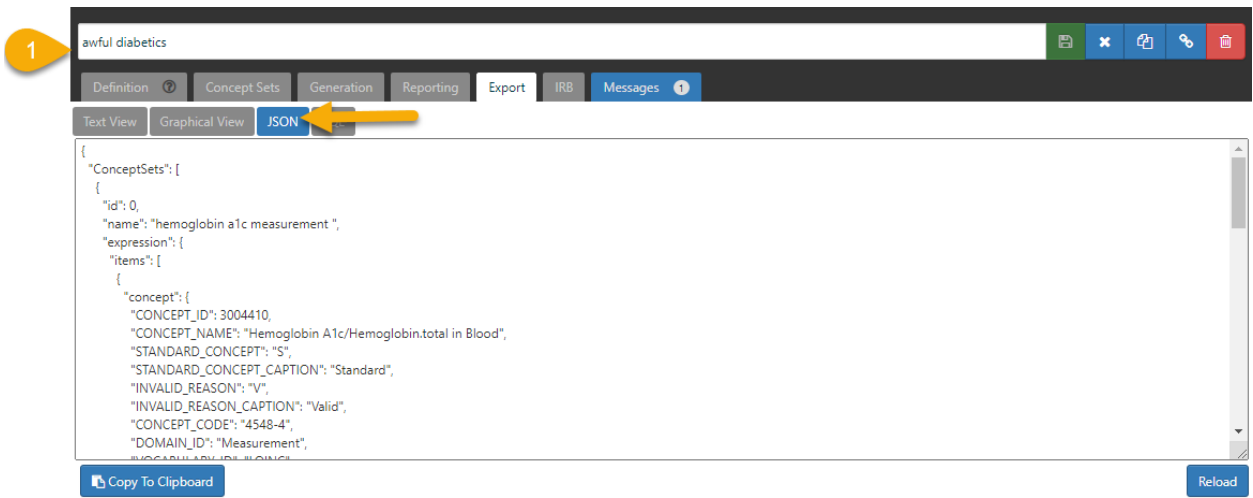 1
awful diabetics
Definition ? Concept Sets Generation Reporting Export IRB Messages 1
Text View Graphical View JSON
{
"ConceptSets": [
{
"id": 0,
"name": "hemoglobin a1c measurement ",
"expression": {
"items": [
{
"concept": {
"CONCEPT_ID": 3004410,
"CONCEPT_NAME": "Hemoglobin A1c/Hemoglobin.total in Blood",
"STANDARD_CONCEPT": "S",
"STANDARD_CONCEPT_CAPTION": "Standard",
"INVALID_REASON": "V",
"INVALID_REASON_CAPTION": "Valid",
"CONCEPT_CODE": "4548-4",
"DOMAIN_ID": "Measurement",
"VOCABULARY_ID": "LOINC"
Copy To Clipboard Reload